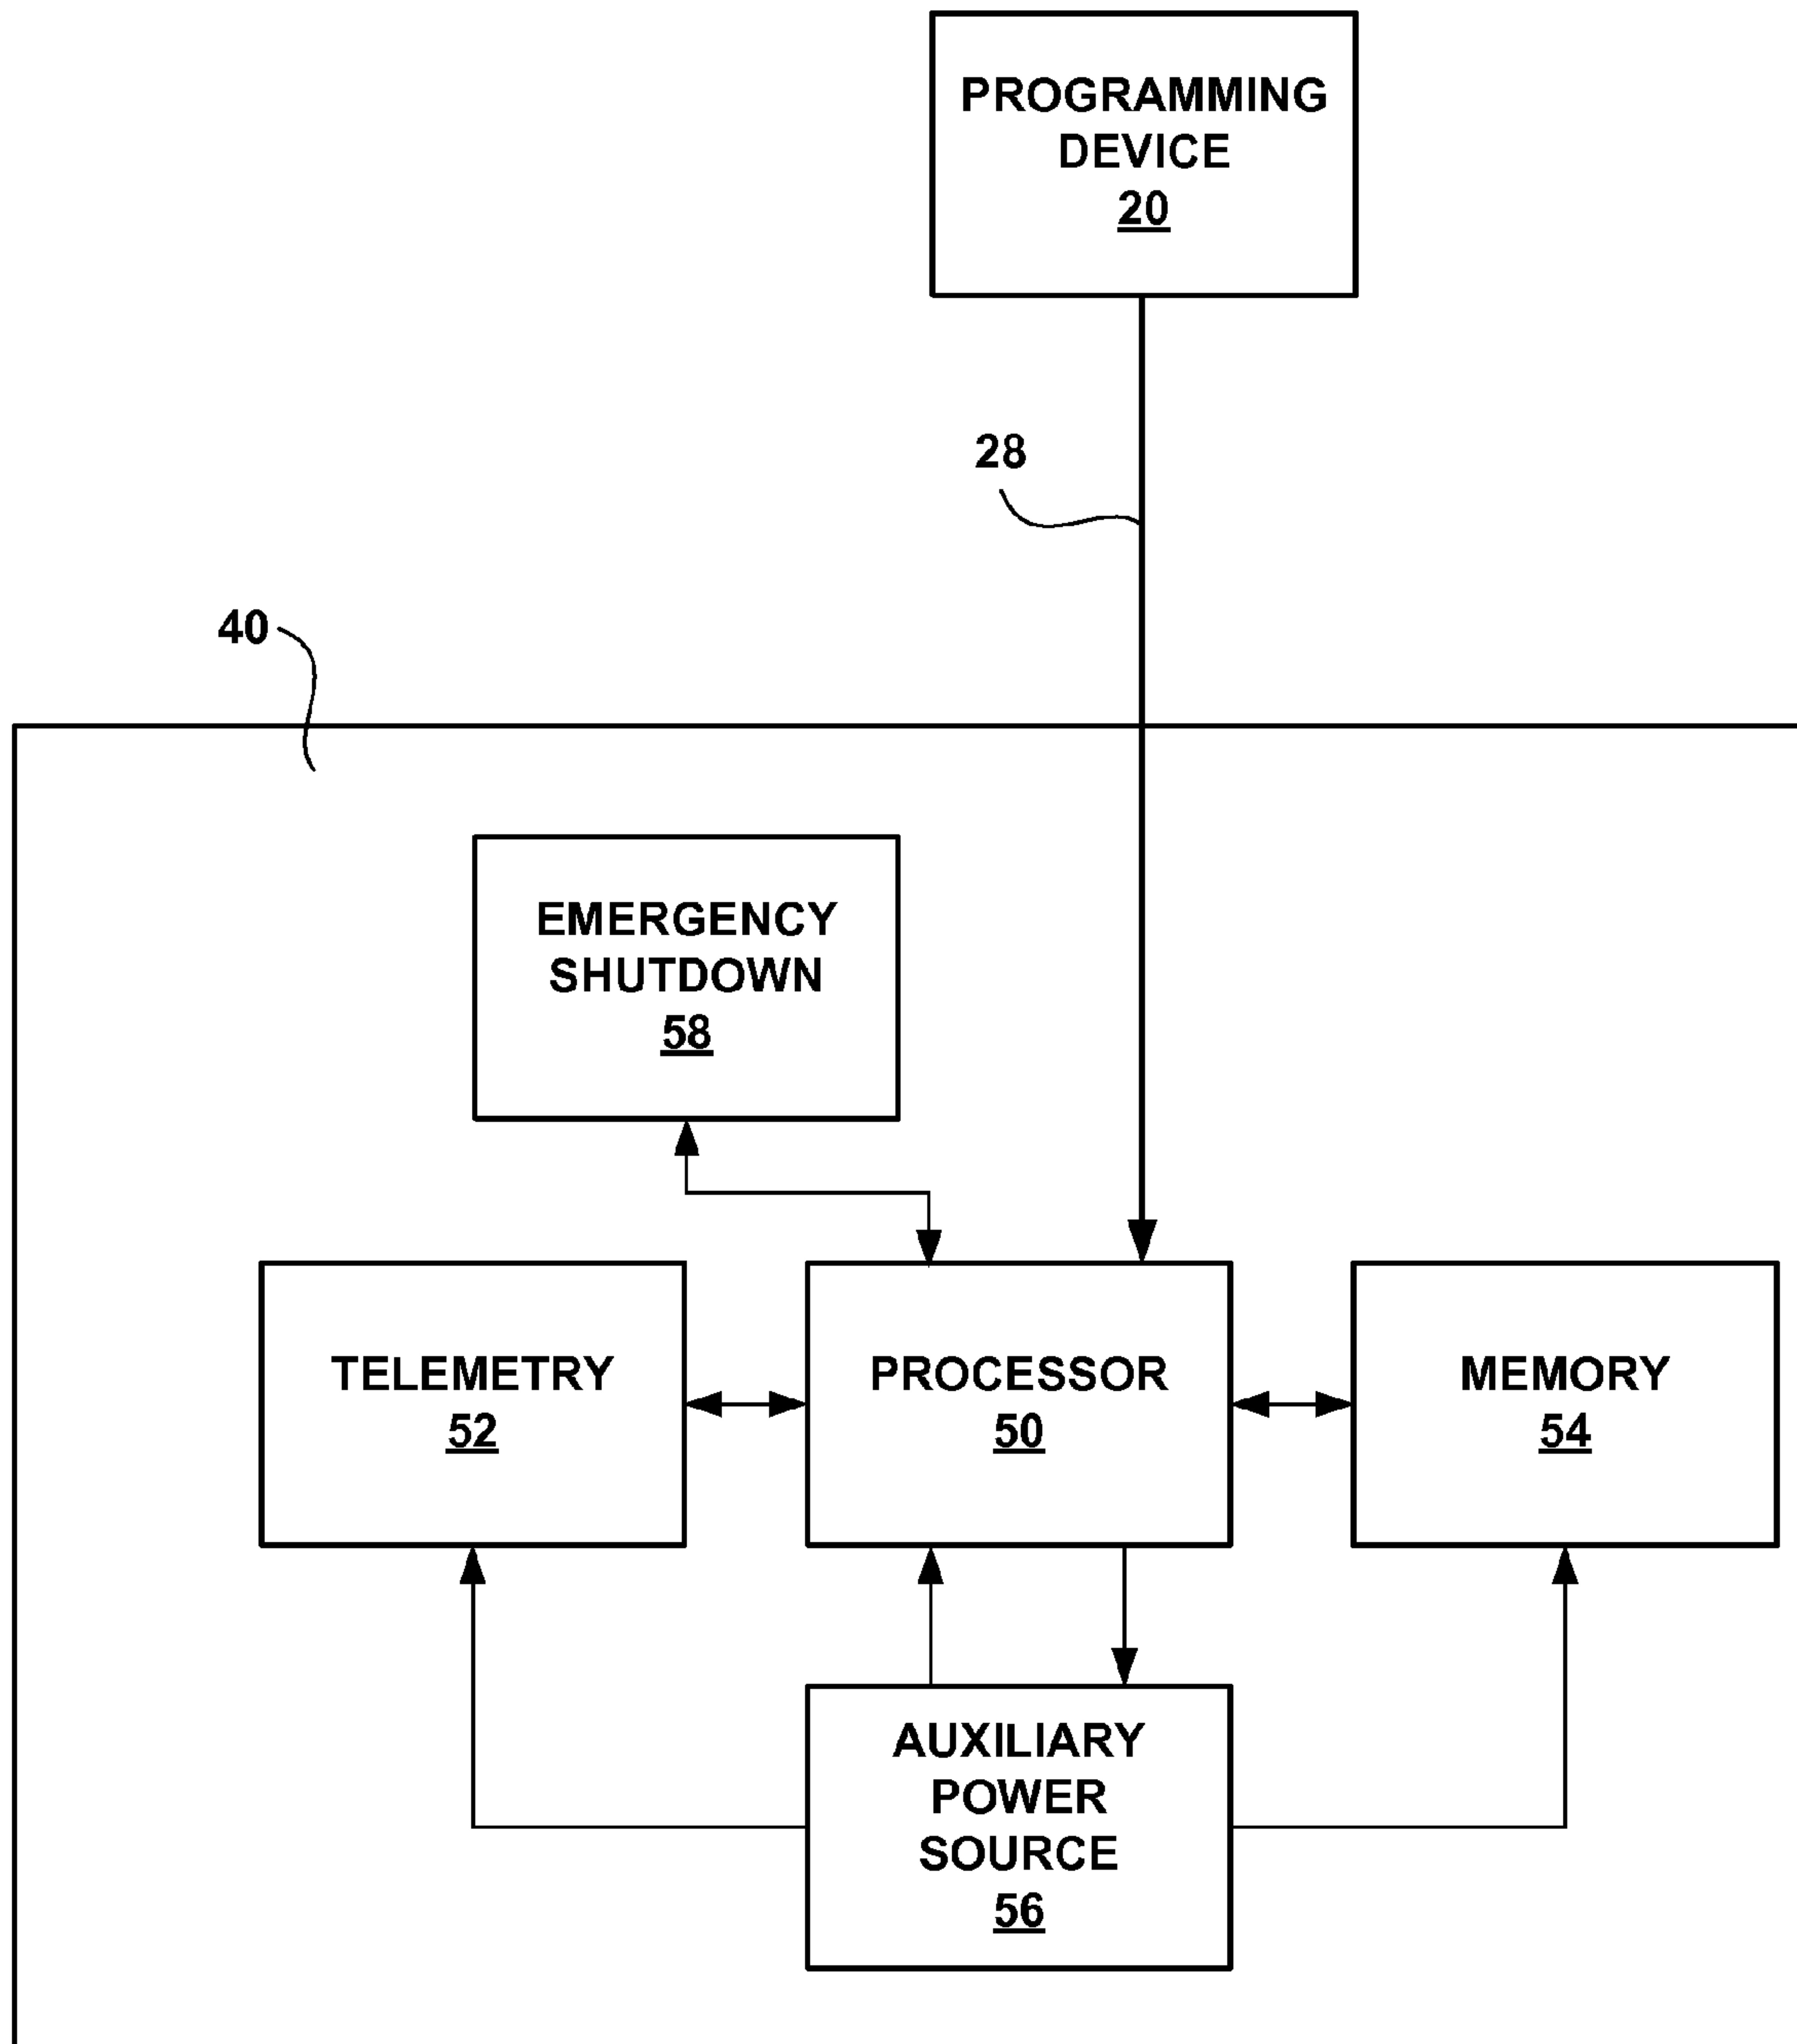 PROGRAMMING
DEVICE
20
28
40
EMERGENCY
SHUTDOWN
58
TELEMETRY
52
PROCESSOR
50
MEMORY
54
AUXILIARY
POWER
SOURCE
56